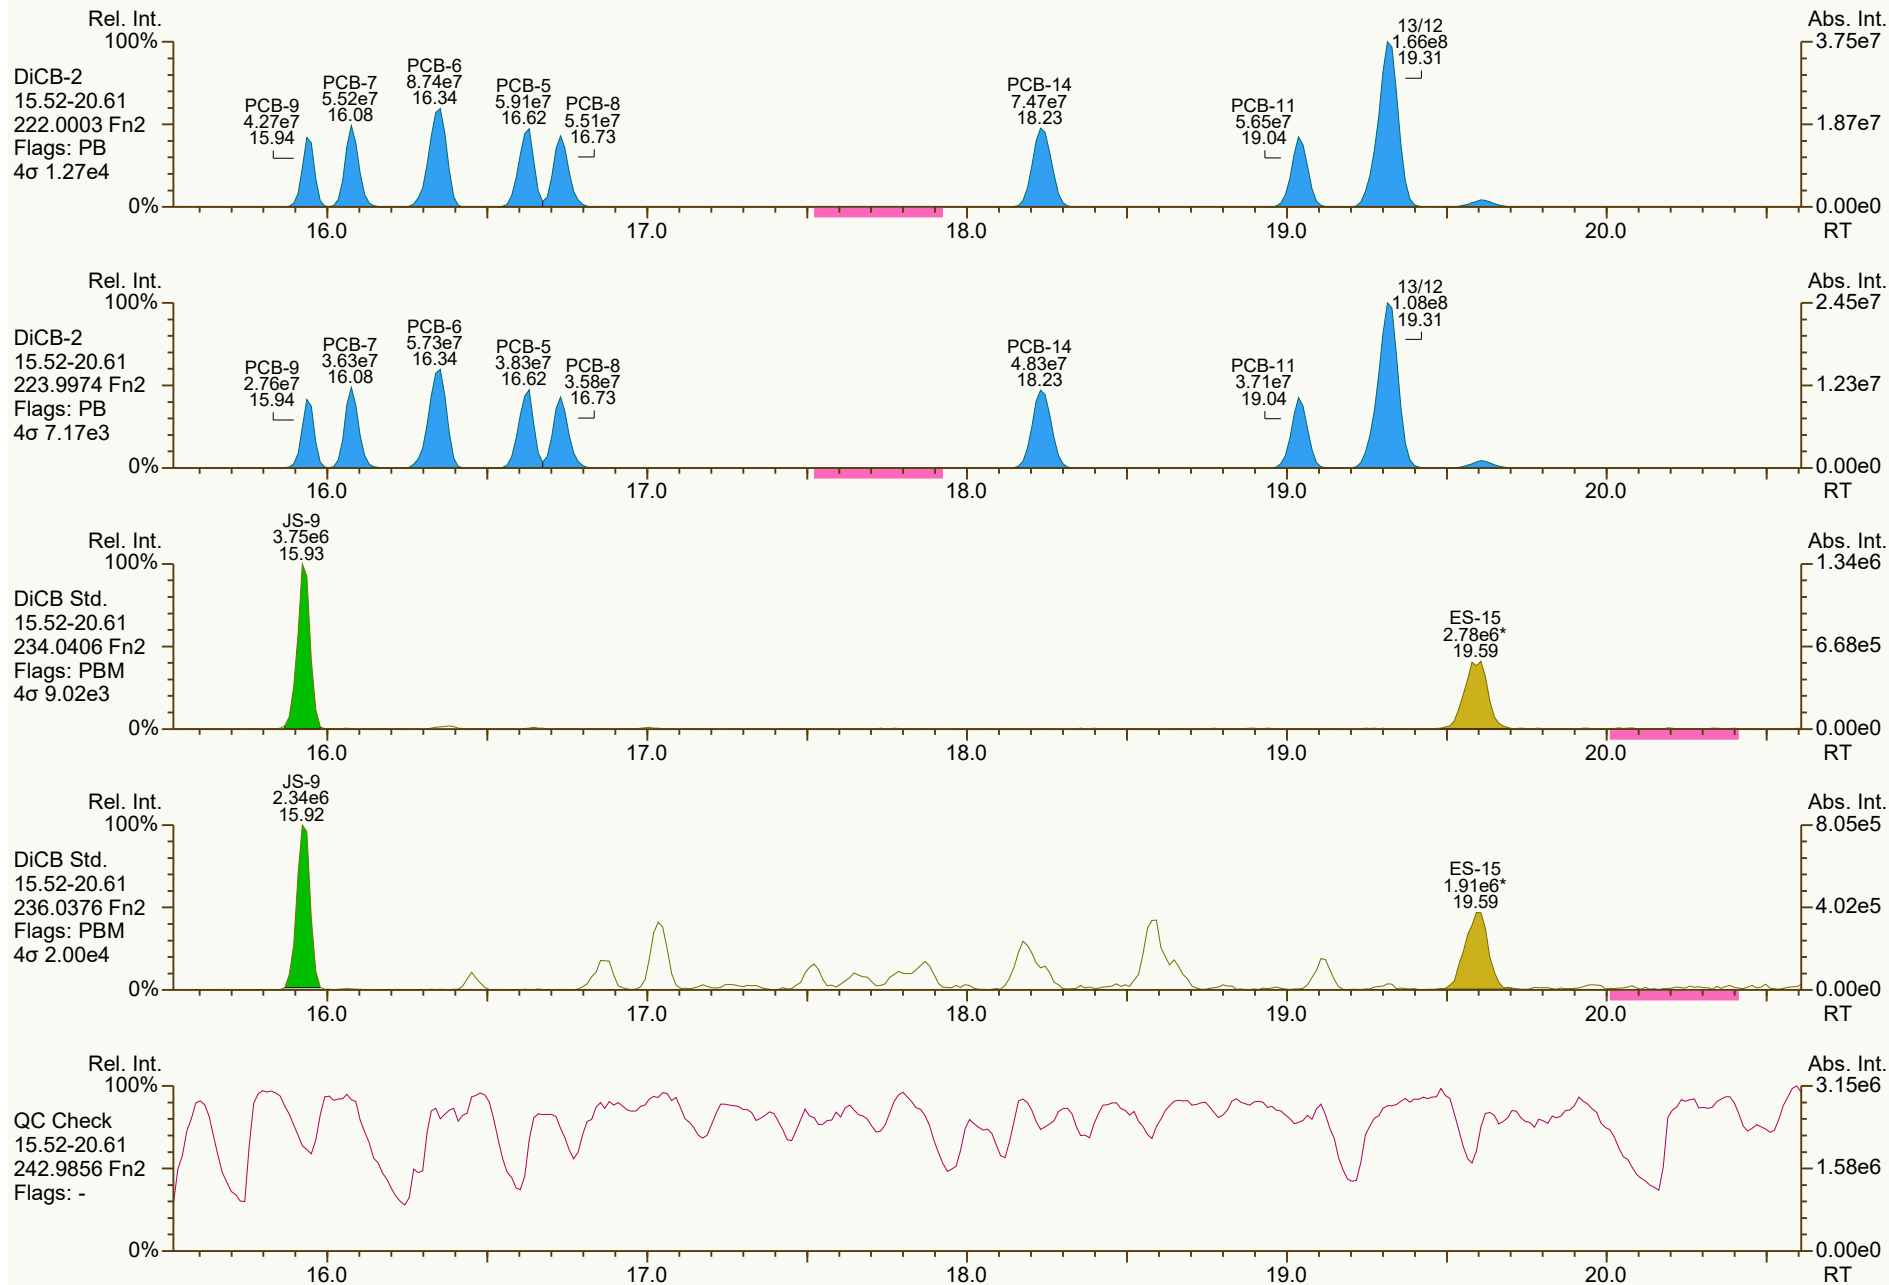 Rel. Int.
Abs. Int.
100%
0%
3.75e7
1.87e7
0.00e0
DiCB-2
15.52-20.61
222.0003 Fn2
Flags: PB
4σ 1.27e4
PCB-9
4.27e7
15.94
PCB-7
5.52e7
16.08
PCB-6
8.74e7
16.34
PCB-5
5.91e7
16.62
PCB-8
5.51e7
16.73
PCB-14
7.47e7
18.23
PCB-11
5.65e7
19.04
13/12
1.66e8
19.31
16.0 17.0 18.0 19.0 20.0 RT
Rel. Int.
Abs. Int.
100%
0%
2.45e7
1.23e7
0.00e0
DiCB-2
15.52-20.61
223.9974 Fn2
Flags: PB
4σ 7.17e3
PCB-9
2.76e7
15.94
PCB-7
3.63e7
16.08
PCB-6
5.73e7
16.34
PCB-5
3.83e7
16.62
PCB-8
3.58e7
16.73
PCB-14
4.83e7
18.23
PCB-11
3.71e7
19.04
13/12
1.08e8
19.31
16.0 17.0 18.0 19.0 20.0 RT
Rel. Int.
Abs. Int.
100%
0%
1.34e6
6.68e5
0.00e0
DiCB Std.
15.52-20.61
234.0406 Fn2
Flags: PBM
4σ 9.02e3
JS-9
3.75e6
15.93
ES-15
2.78e6*
19.59
16.0 17.0 18.0 19.0 20.0 RT
Rel. Int.
Abs. Int.
100%
0%
8.05e5
4.02e5
0.00e0
DiCB Std.
15.52-20.61
236.0376 Fn2
Flags: PBM
4σ 2.00e4
JS-9
2.34e6
15.92
ES-15
1.91e6*
19.59
16.0 17.0 18.0 19.0 20.0 RT
Rel. Int.
Abs. Int.
100%
0%
3.15e6
1.58e6
0.00e0
QC Check
15.52-20.61
242.9856 Fn2
Flags: -
16.0 17.0 18.0 19.0 20.0 RT